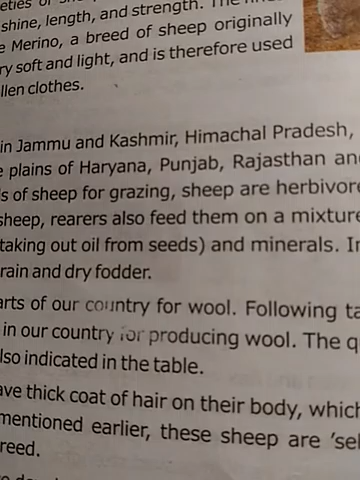 shine, length, and strength. The
Merino, a breed of sheep originally
ry soft and light, and is therefore used
llen clothes.
in Jammu and Kashmir, Himachal Pradesh,
e plains of Haryana, Punjab, Rajasthan an
s of sheep for grazing, sheep are herbivore
sheep, rearers also feed them on a mixture
taking out oil from seeds) and minerals. I
rain and dry fodder.
arts of our country for wool. Following ta
in our country for producing wool. The q
lso indicated in the table.
ave thick coat of hair on their body, which
mentioned earlier, these sheep are 'sel
reed.